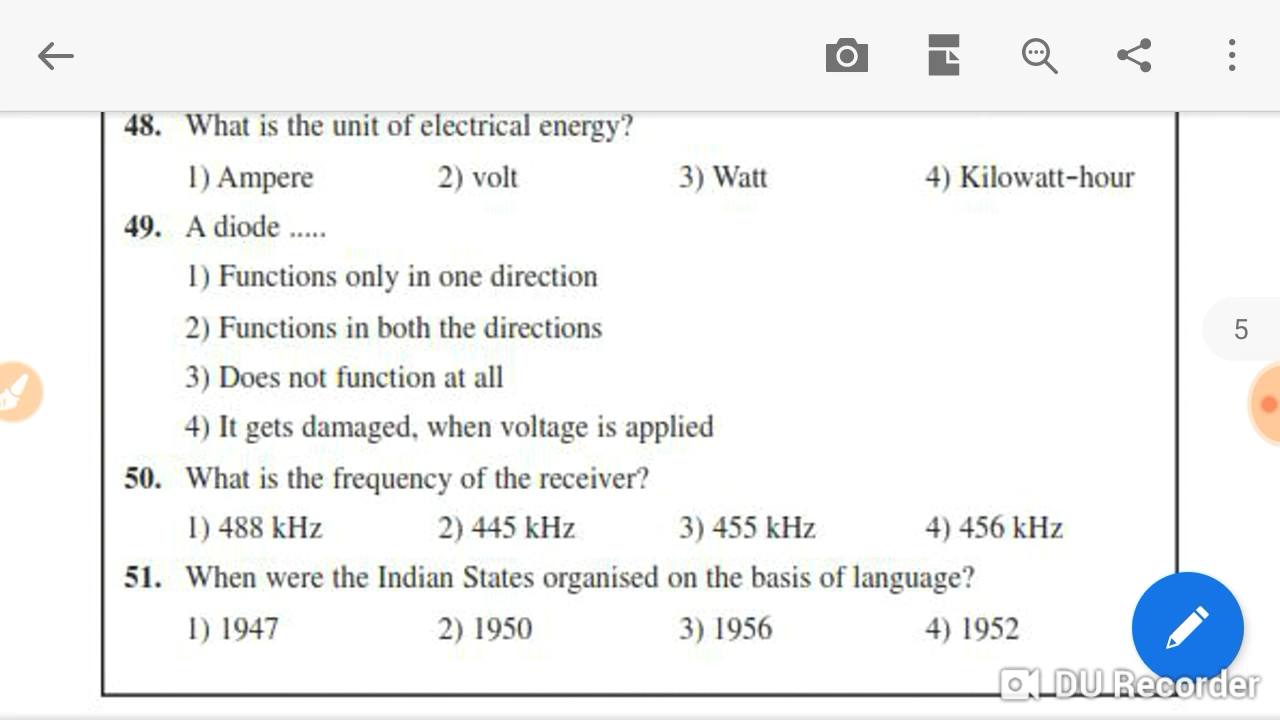 48. What is the unit of electrical energy?
1) Ampere 2) volt 3) Watt 4) Kilowatt-hour
49. A diode .....
1) Functions only in one direction
2) Functions in both the directions
5
3) Does not function at all
4) It gets damaged, when voltage is applied
50. What is the frequency of the receiver?
1) 488 kHz 2) 445 kHz 3) 455 kHz 4) 456 kHz
51. When were the Indian States organised on the basis of language?
1) 1947 2) 1950 3) 1956 4) 1952
DU Recorder